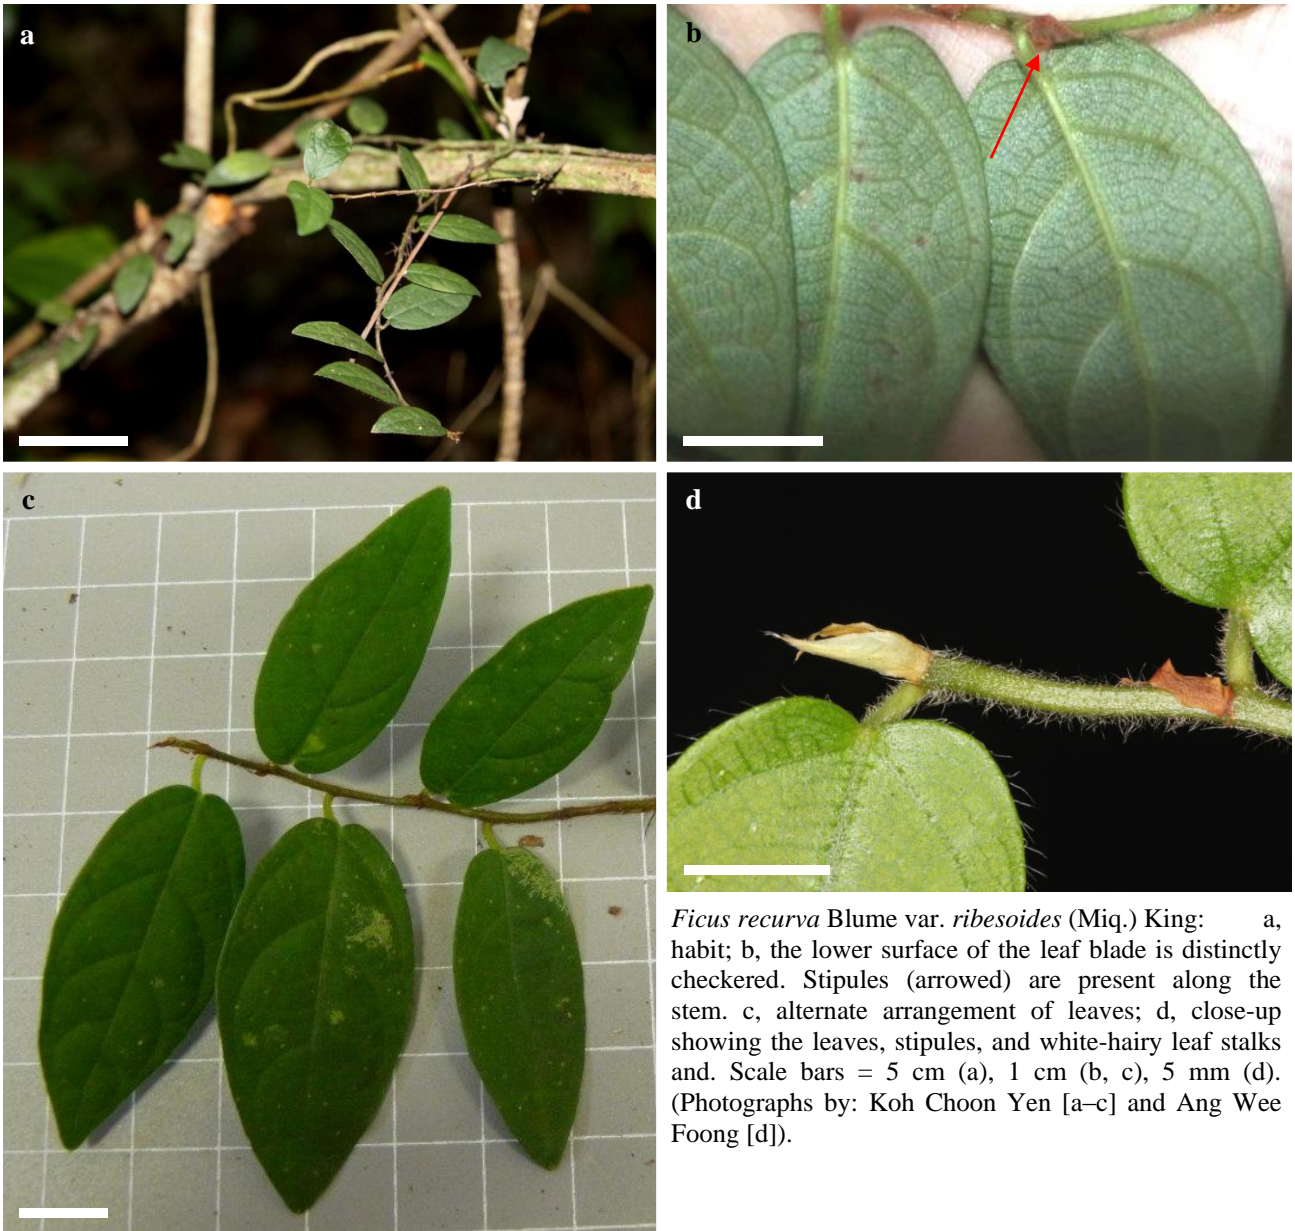 a
b
c
d
Ficus recurva Blume var. ribesoides (Miq.) King: a,
habit; b, the lower surface of the leaf blade is distinctly
checkered. Stipules (arrowed) are present along the
stem. c, alternate arrangement of leaves; d, close-up
showing the leaves, stipules, and white-hairy leaf stalks
and. Scale bars = 5 cm (a), 1 cm (b, c), 5 mm (d).
(Photographs by: Koh Choon Yen [a–c] and Ang Wee
Foong [d]).